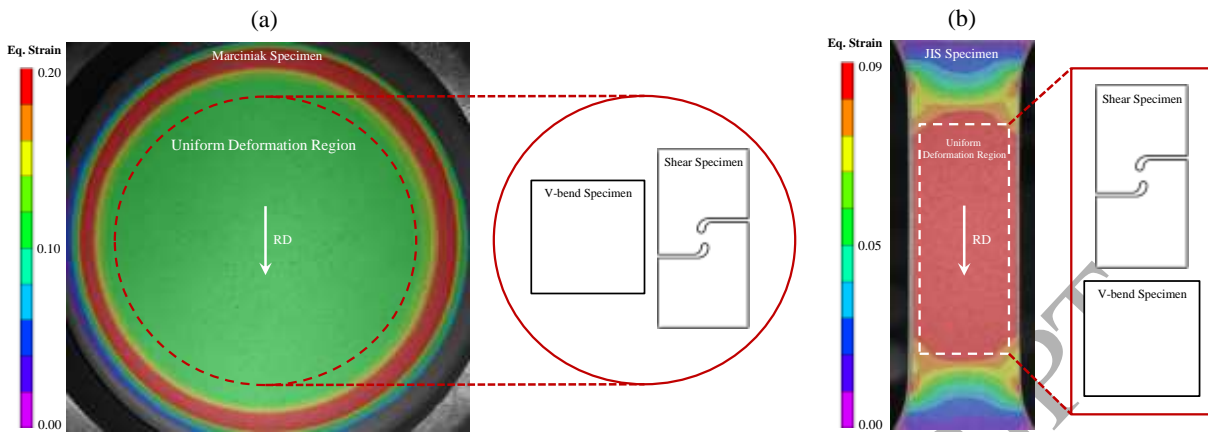 (a)
Eq. Strain
0.20
0.10
0.00
Marciniak Specimen
Uniform Deformation Region
RD
V-bend Specimen
Shear Specimen
(b)
Eq. Strain
0.09
0.05
0.00
JIS Specimen
Uniform
Deformation Region
RD
Shear Specimen
V-bend Specimen
PT